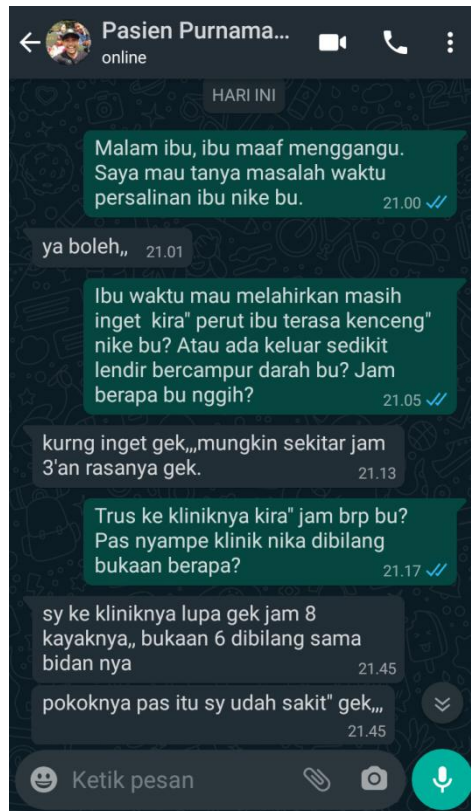 Pasien Purnama...
online
HARI INI
Malam ibu, ibu maaf menggangu.
Saya mau tanya masalah waktu
persalinan ibu nike bu.
21.00
ya boleh,, 21.01
Ibu waktu mau melahirkan masih
inget kira" perut ibu terasa kenceng"
nike bu? Atau ada keluar sedikit
lendir bercampur darah bu? Jam
berapa bu nggih?
21.05
kurng inget gek,,,mungkin sekitar jam
3'an rasanya gek.
21.13
Trus ke kliniknya kira" jam brp bu?
Pas nyampe klinik nika dibilang
bukaan berapa?
21.17
sy ke kliniknya lupa gek jam 8
kayaknya,, bukaan 6 dibilang sama
bidan nya
21.45
pokoknya pas itu sy udah sakit" gek,,,
21.45
Ketik pesan